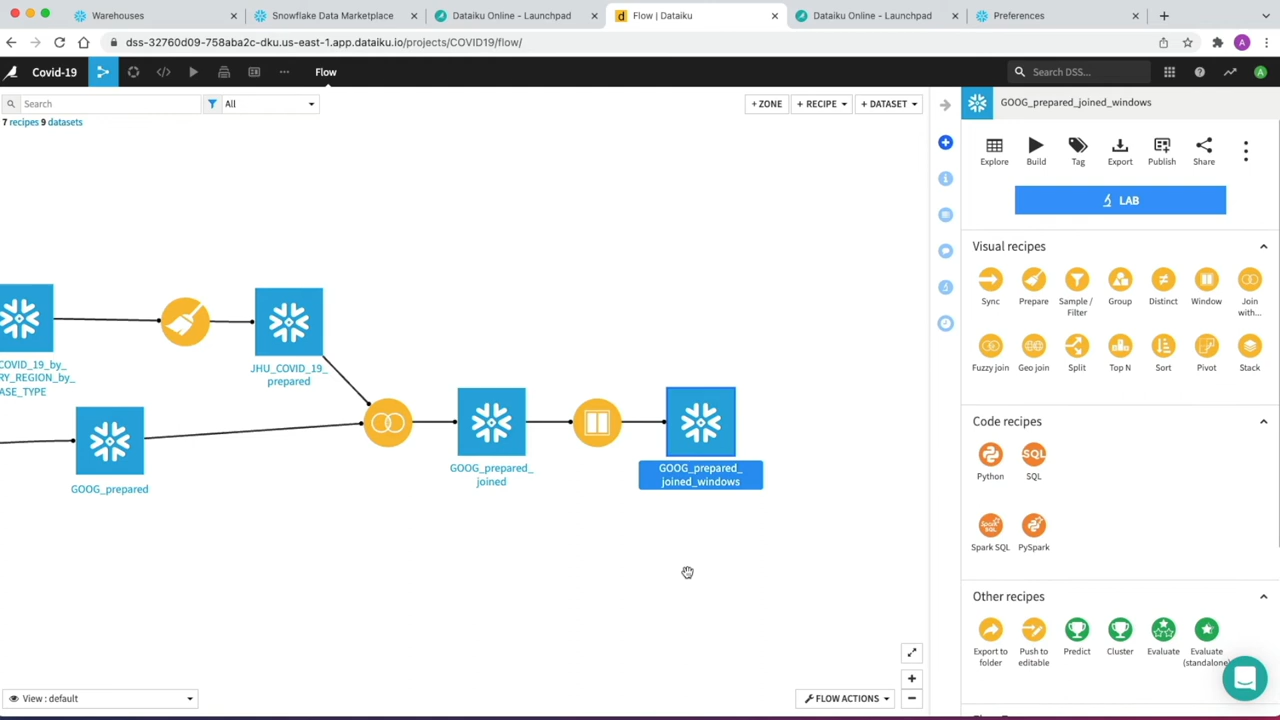 Warehouses
Snowflake Data Marketplace
Dataiku Online - Launchpad
Flow | Dataiku
Dataiku Online - Launchpad
Preferences
dss-32760d09-758aba2c-dku.us-east-1.app.dataiku.io/projects/COVID19/flow/
A
Covid-19
Flow
Search DSS...
A
Search
All
+ ZONE
+ RECIPE
+ DATASET
7 recipes 9 datasets
GOOG_prepared_joined_windows
Explore
Build
Tag
Export
Publish
Share
LAB
Visual recipes
Sync
Prepare
Sample /
Filter
Group
Distinct
Window
Join
with...
Fuzzy join
Geo join
Split
Top N
Sort
Pivot
Stack
Code recipes
Python
SQL
SQL
Spark SQL
PySpark
Other recipes
Export to
folder
Push to
editable
Predict
Cluster
Evaluate
Evaluate
(standalone)
COVID_19_by_
RY_REGION_by_
ASE_TYPE
JHU_COVID_19_
prepared
GOOG_prepared
GOOG_prepared_
joined
GOOG_prepared_
joined_windows
View : default
FLOW ACTIONS